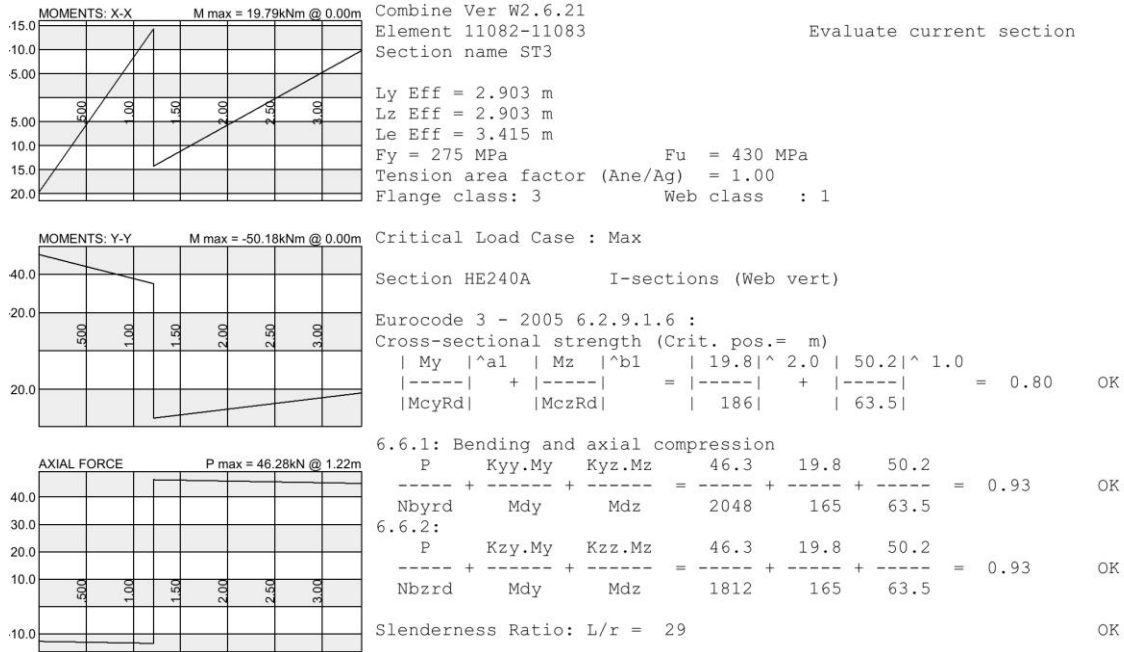 MOMENTS: X-X M max = 19.79kNm @ 0.00m
-15.0
-10.0
-5.00
.500
1.00
1.50
2.00
2.50
3.00
5.00
10.0
15.0
20.0
MOMENTS: Y-Y M max = -50.18kNm @ 0.00m
-40.0
-20.0
.500
1.00
1.50
2.00
2.50
3.00
20.0
AXIAL FORCE P max = 46.28kN @ 1.22m
40.0
30.0
20.0
10.0
.500
1.00
1.50
2.00
2.50
3.00
-10.0
Combine Ver W2.6.21
Element 11082-11083 Evaluate current section
Section name ST3
Ly Eff = 2.903 m
Lz Eff = 2.903 m
Le Eff = 3.415 m
Fy = 275 MPa Fu = 430 MPa
Tension area factor (Ane/Ag) = 1.00
Flange class: 3 Web class : 1
Critical Load Case : Max
Section HE240A I-sections (Web vert)
Eurocode 3 - 2005 6.2.9.1.6 :
Cross-sectional strength (Crit. pos.= m)
| My |^a1 | Mz |^b1 | 19.8|^ 2.0 | 50.2|^ 1.0
|-----| + |-----| = |-----| + |-----| = 0.80 OK
|McyRd| |MczRd| | 186| | 63.5|
6.6.1: Bending and axial compression
P Kyy.My Kyz.Mz 46.3 19.8 50.2
----- + ------ + ------ = ----- + ----- + ----- = 0.93 OK
Nbyrd Mdy Mdz 2048 165 63.5
6.6.2:
P Kzy.My Kzz.Mz 46.3 19.8 50.2
----- + ------ + ------ = ----- + ----- + ----- = 0.93 OK
Nbzrd Mdy Mdz 1812 165 63.5
Slenderness Ratio: L/r = 29 OK